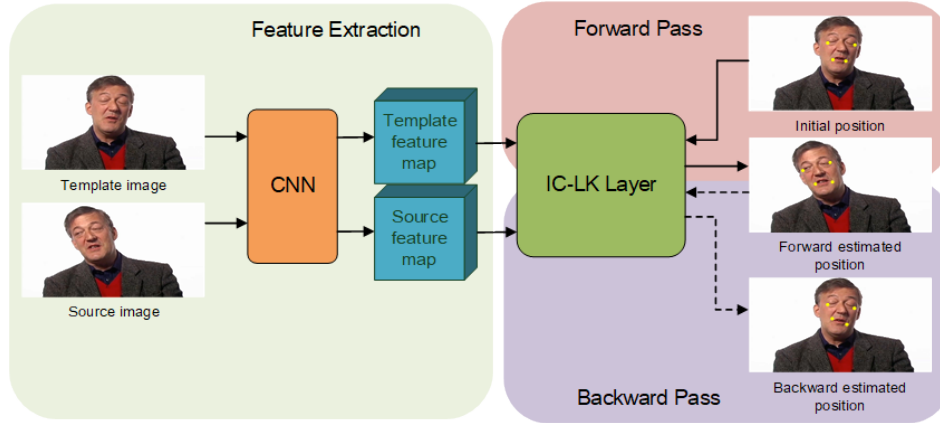 Feature Extraction
Forward Pass
Template image
Source image
CNN
Template
feature
map
Source
feature
map
IC-LK Layer
Initial position
Forward estimated
position
Backward estimated
position
Backward Pass